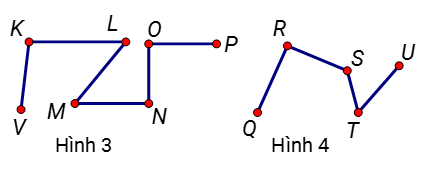 K L O P
V M N
Hình 3
R S U
Q T
Hình 4